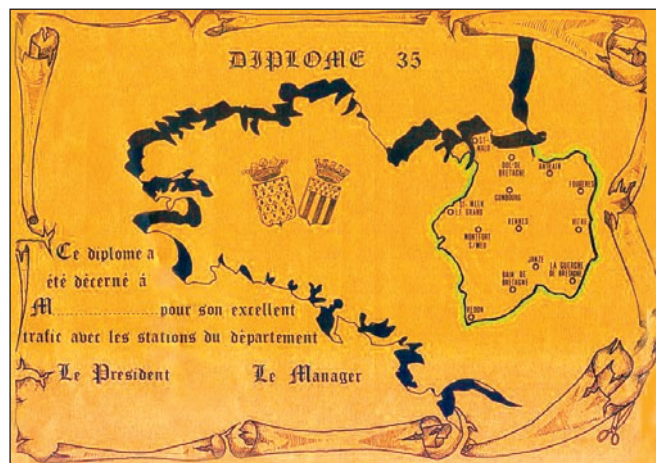 DIPLOME 35
ST-
MALO
DOL-DE
BRETAGNE
ANTRAIN
FOUGERES
COMBOURG
ST-MEEN
LE GRAND
RENNES
VITRE
MONTFORT
S/MEU
JANZE
LA GUERCHE
DE BRETAGNE
BAIN DE
BRETAGNE
REDON
Ce diplome a
été décerné à
M..................pour son excellent
trafic avec les stations du département
Le President Le Manager